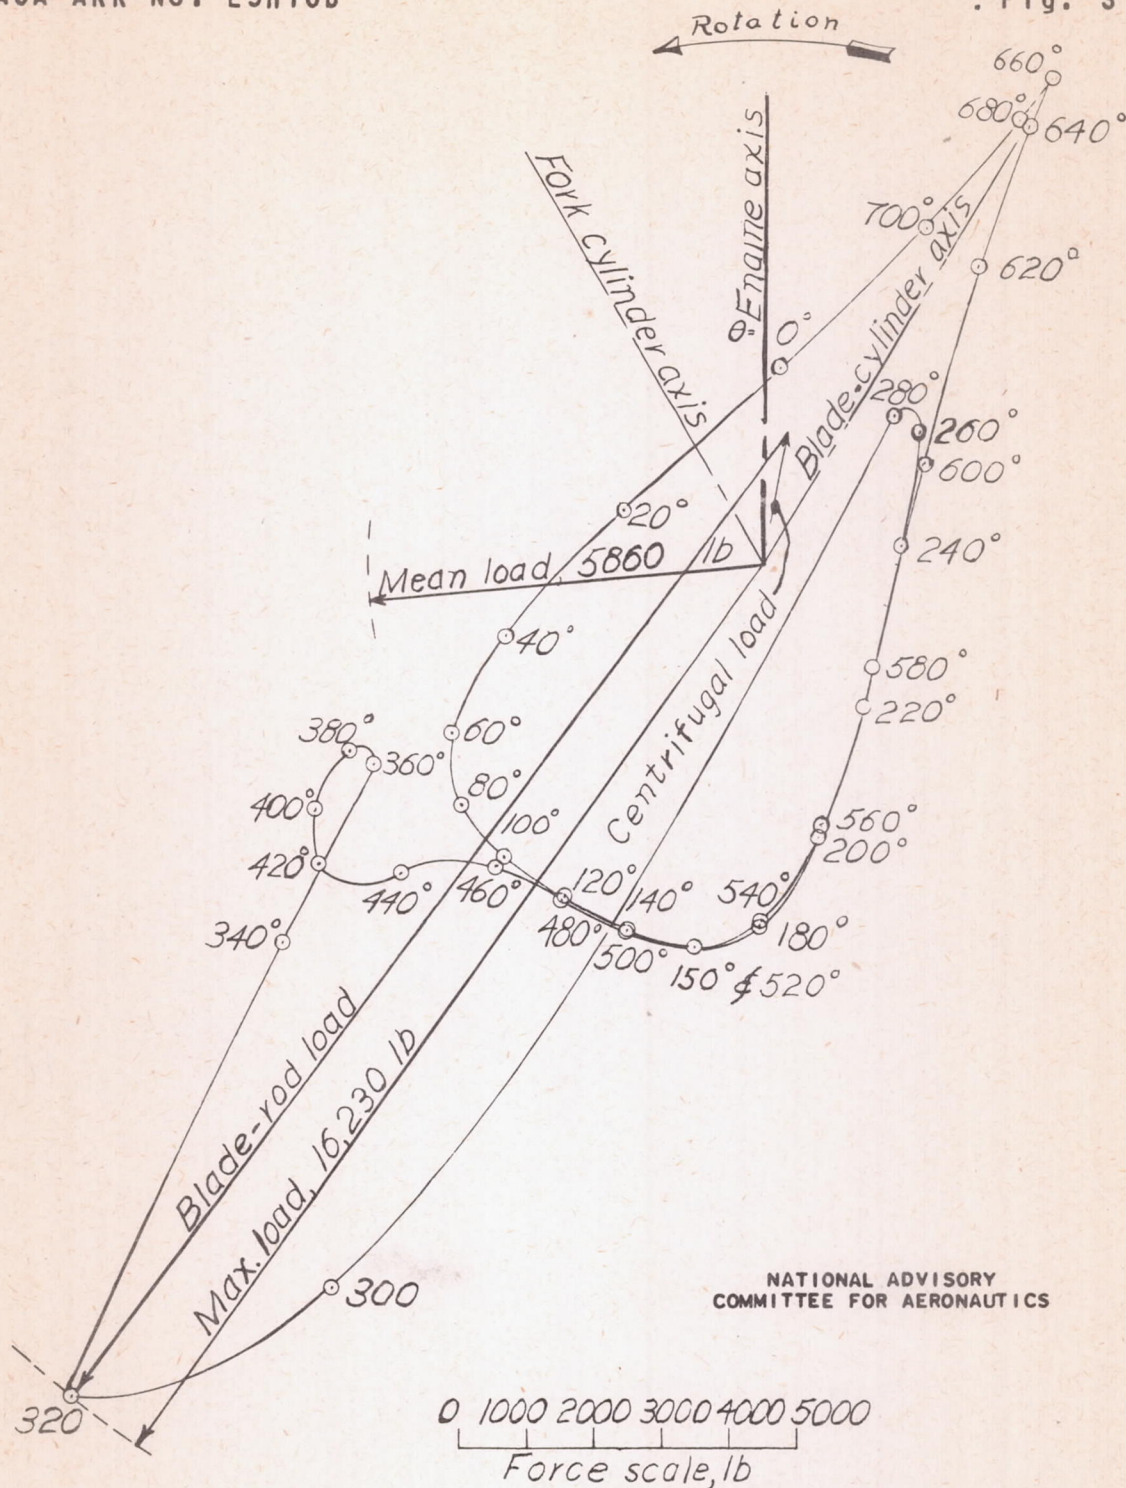 Rotation
660°
680°
640°
Fork cylinder axis
Engine axis
θ=0°
700°
Blade-cylinder axis
620°
280°
260°
600°
20°
240°
Mean load, 5860 lb
40°
580°
220°
Centrifugal load
380°
360°
60°
80°
400°
100°
560°
200°
420°
440°
460°
120°
140°
540°
480°
500°
180°
150° & 520°
340°
Blade-rod load
Max. load, 16,230 lb
300
NATIONAL ADVISORY
COMMITTEE FOR AERONAUTICS
320
0 1000 2000 3000 4000 5000
Force scale, lb